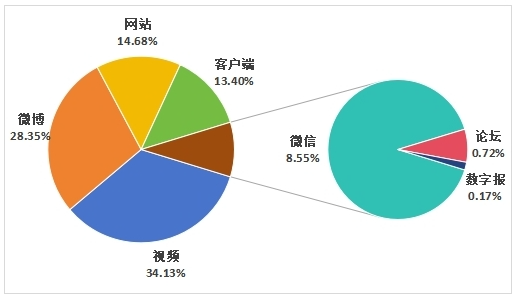 网站
14.68%
客户端
13.40%
微博
28.35%
视频
34.13%
微信
8.55%
论坛
0.72%
数字报
0.17%